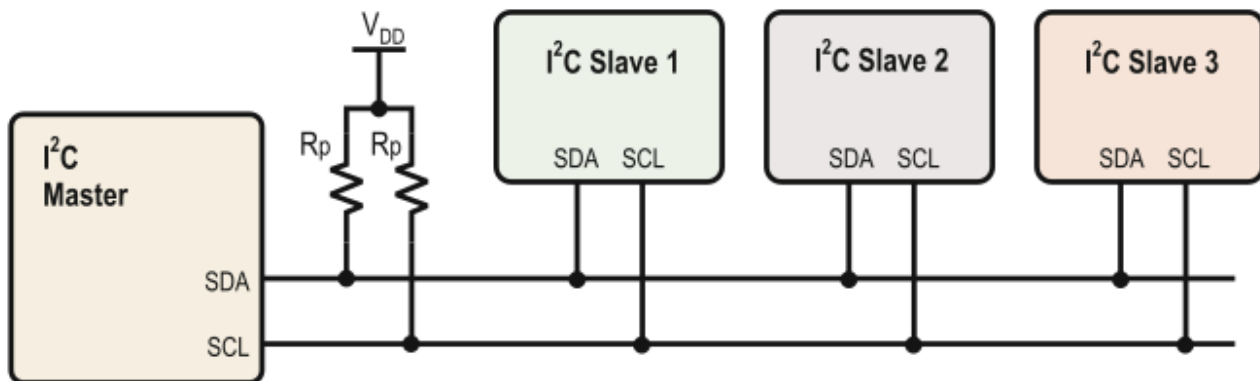 V_DD
I²C Slave 1
I²C Slave 2
I²C Slave 3
I²C
Master
Rp
Rp
SDA SCL
SDA SCL
SDA SCL
SDA
SCL